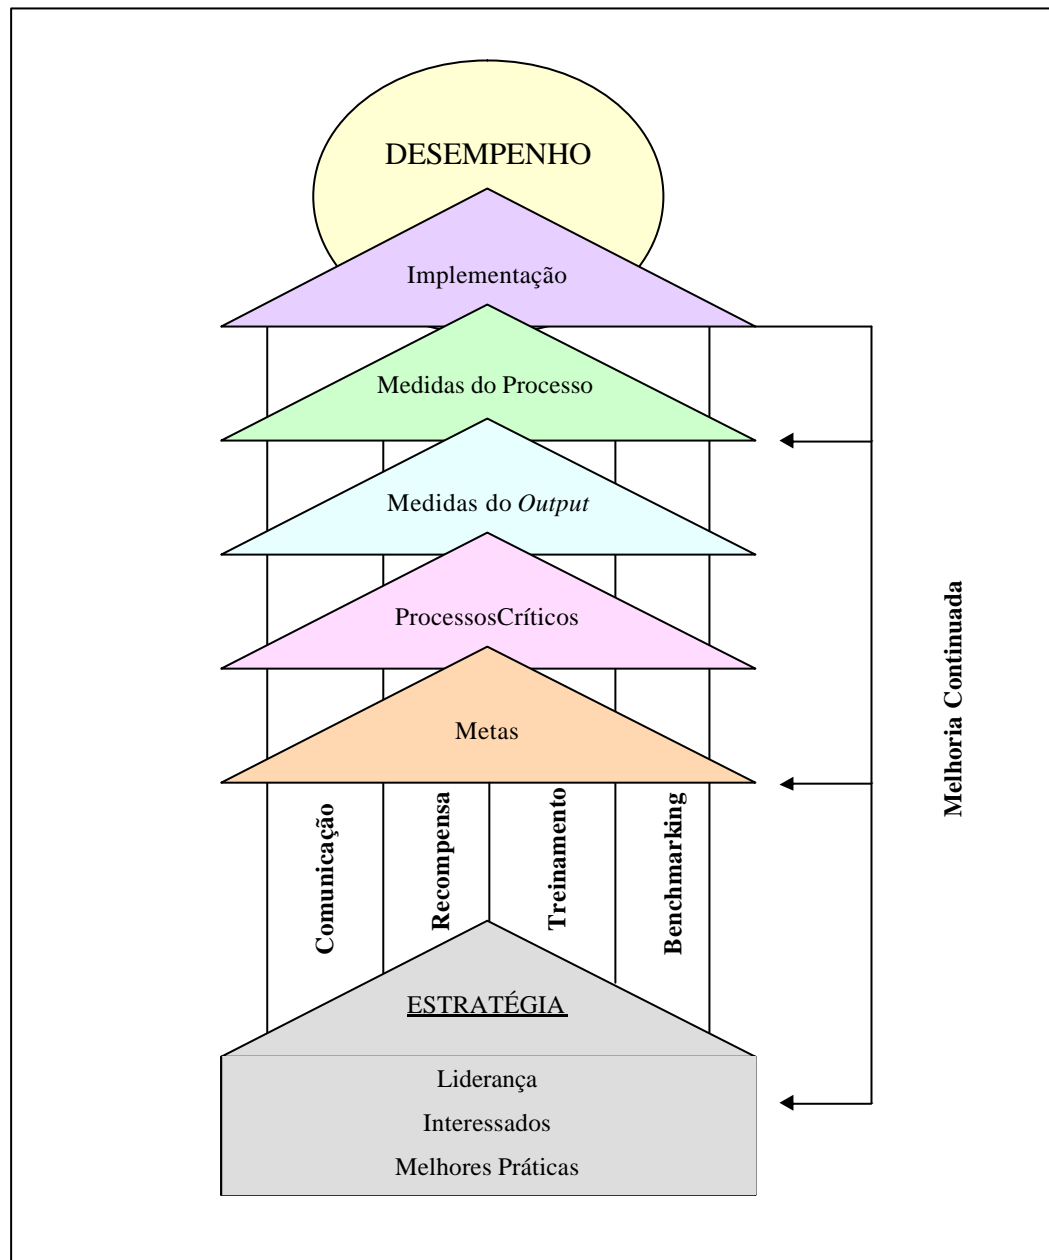 DESEMPENHO
Implementação
Medidas do Processo
Medidas do Output
ProcessosCríticos
Metas
Comunicação
Recompensa
Treinamento
Benchmarking
ESTRATÉGIA
Liderança
Interessados
Melhores Práticas
Melhoria Continuada